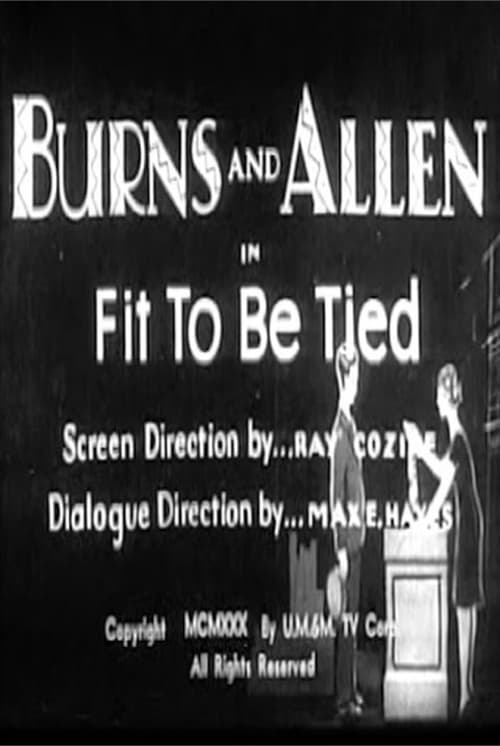 BURNS AND ALLEN
IN
Fit To Be Tied
Screen Direction by...RAY COZINE
Dialogue Direction by...MAX E. HAYES
Copyright MCMXXX By U.M.&M. TV Corp.
All Rights Reserved